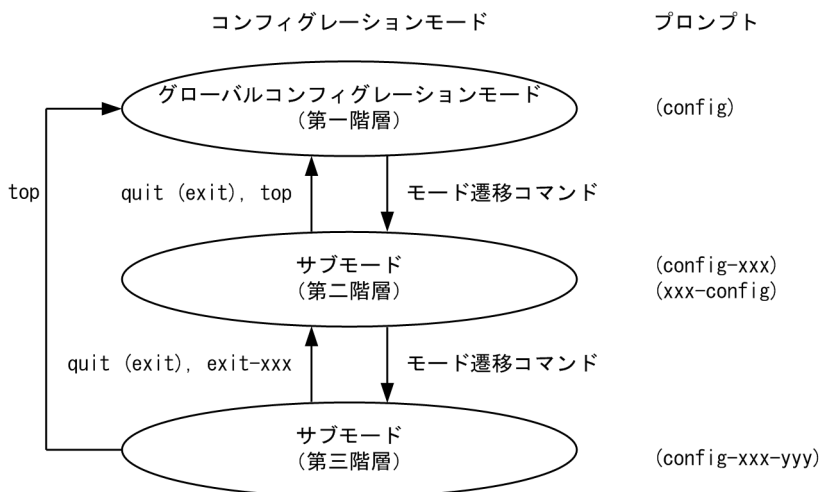 コンフィグレーションモード
プロンプト
グローバルコンフィグレーションモード
(第一階層)
(config)
top
quit (exit), top
モード遷移コマンド
サブモード
(第二階層)
(config-xxx)
(xxx-config)
quit (exit), exit-xxx
モード遷移コマンド
サブモード
(第三階層)
(config-xxx-yyy)